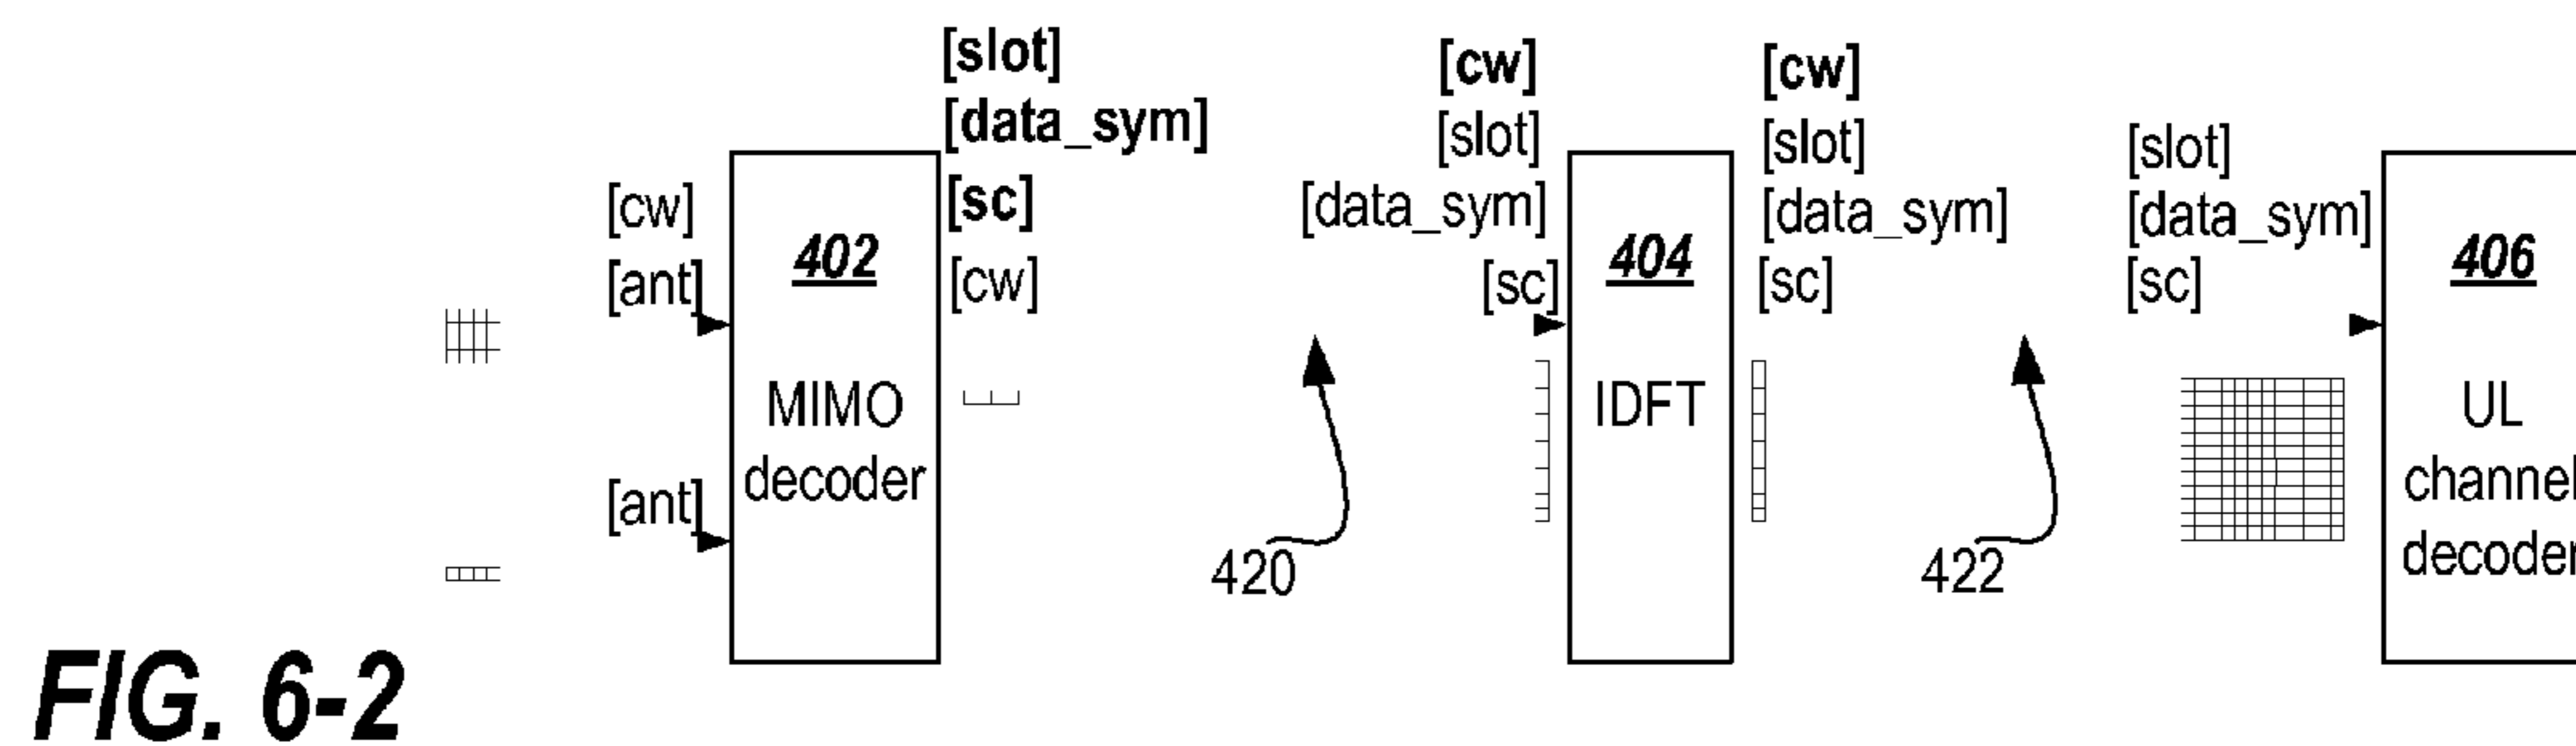 [slot]
[data_sym]
[sc]
[cw]
[cw]
[ant]
[ant]
402
MIMO
decoder
420
[cw]
[slot]
[data_sym]
[sc]
404
IDFT
[cw]
[slot]
[data_sym]
[sc]
422
[slot]
[data_sym]
[sc]
406
UL
channel
decoder
FIG. 6-2